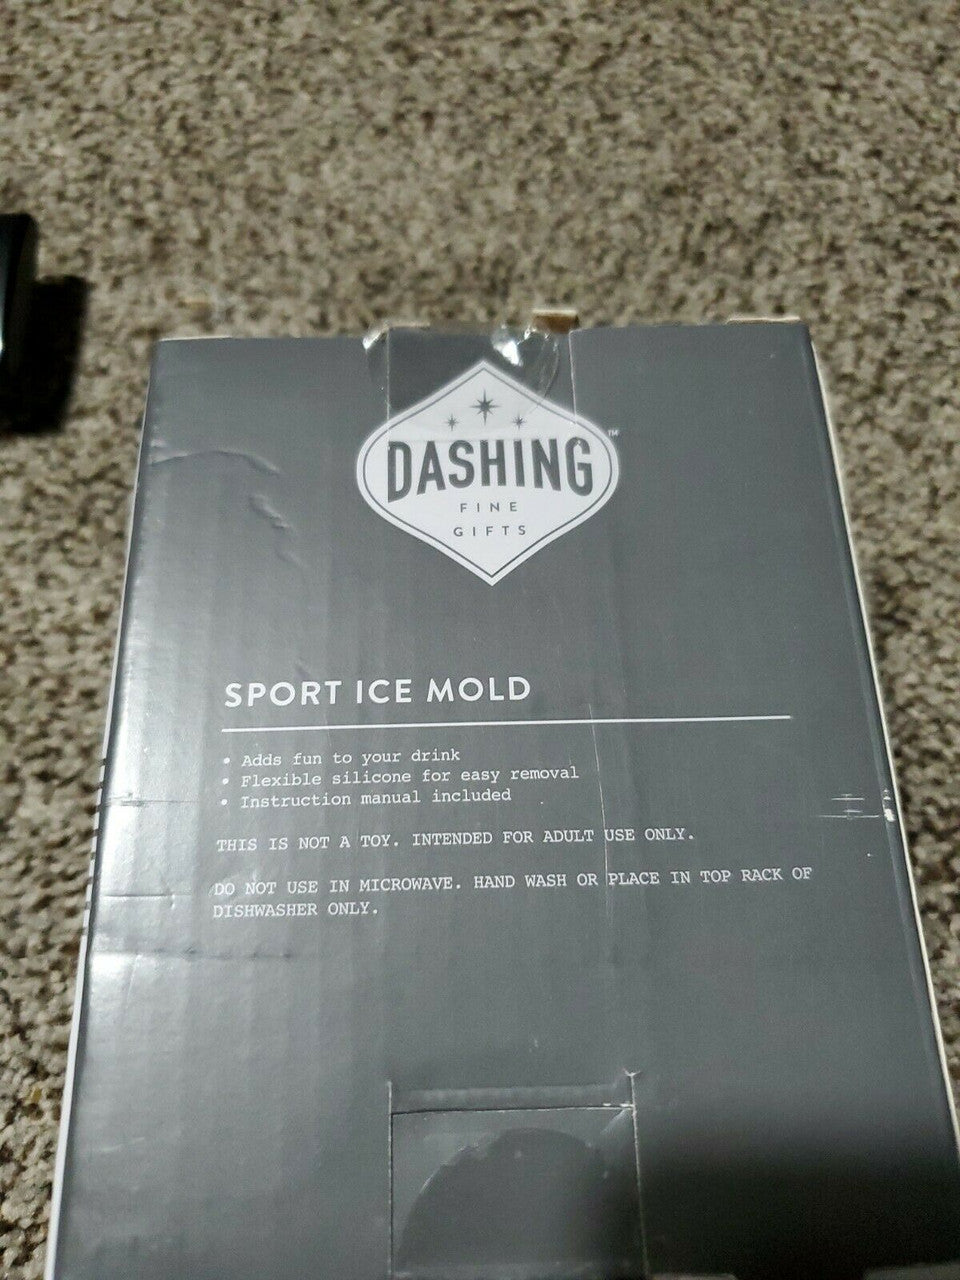 DASHING™
FINE
GIFTS
SPORT ICE MOLD
• Adds fun to your drink
• Flexible silicone for easy removal
• Instruction manual included
THIS IS NOT A TOY. INTENDED FOR ADULT USE ONLY.
DO NOT USE IN MICROWAVE. HAND WASH OR PLACE IN TOP RACK OF
DISHWASHER ONLY.